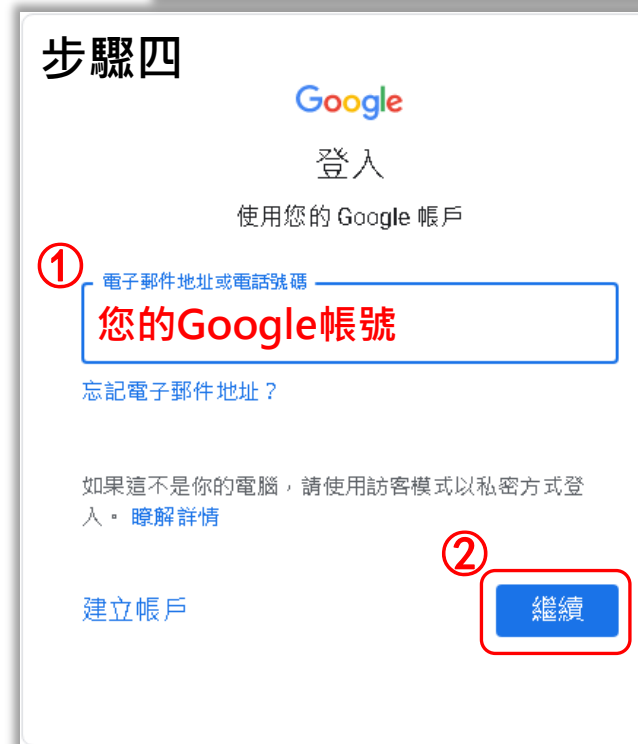 步驟四
Google
登入
使用您的 Google 帳戶
①
電子郵件地址或電話號碼
您的Google帳號
忘記電子郵件地址？
如果這不是你的電腦，請使用訪客模式以私密方式登
入。瞭解詳情
②
建立帳戶
繼續